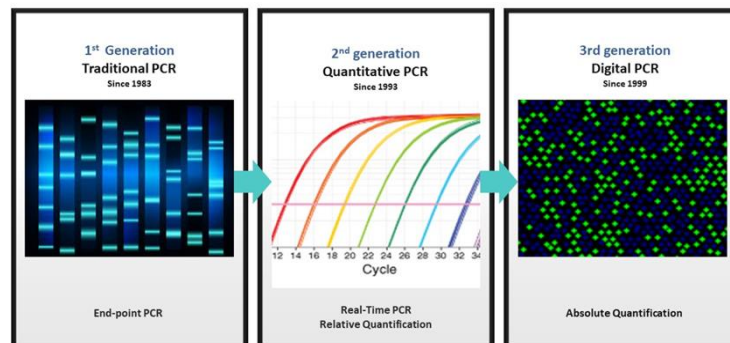 1st Generation
Traditional PCR
Since 1983
End-point PCR
2nd generation
Quantitative PCR
Since 1993
12 14 16 18 20 22 24 26 28 30 32 34
Cycle
Real-Time PCR
Relative Quantification
3rd generation
Digital PCR
Since 1999
Absolute Quantification